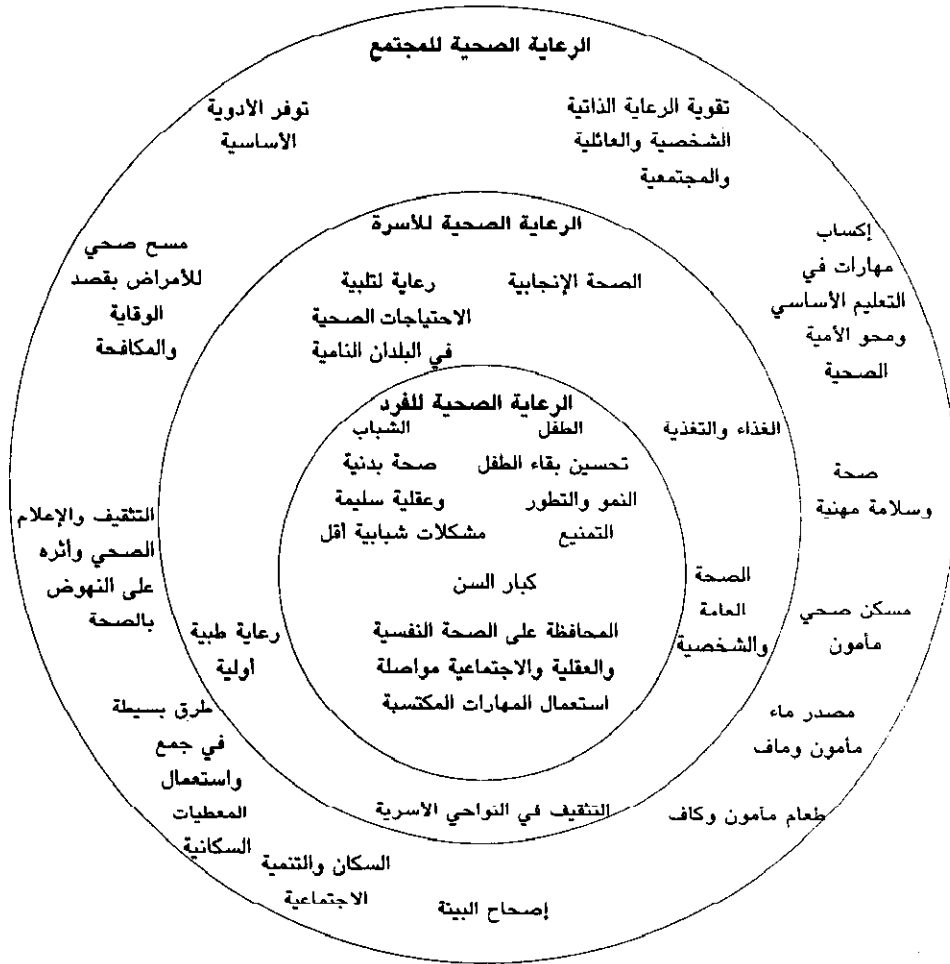 الرعاية الصحية للمجتمع
تقوية الرعاية الذاتية
الشخصية والعائلية
والمجتمعية
توفر الأدوية
الأساسية
إكساب
مهارات في
التعليم الأساسي
ومحو الأمية
الصحية
مسح صحي
للأمراض بقصد
الوقاية
والمكافحة
صحة
وسلامة مهنية
التثقيف والإعلام
الصحي وأثره
على النهوض
بالصحة
مسكن صحي
مأمون
مصدر ماء
مأمون وماف
طرق بسيطة
في جمع
واستعمال
المعطيات
السكانية
طعام مأمون وكاف
السكان والتنمية
الاجتماعية
إصحاح البيئة
الرعاية الصحية للأسرة
الصحة الإنجابية
رعاية لتلبية
الاحتياجات الصحية
في البلدان النامية
الغذاء والتغذية
الصحة
العامة
والشخصية
رعاية طبية
أولية
التثقيف في النواحي الأسرية
الرعاية الصحية للفرد
الطفل
تحسين بقاء الطفل
النمو والتطور
التمنيع
الشباب
صحة بدنية
وعقلية سليمة
مشكلات شبابية أقل
كبار السن
المحافظة على الصحة النفسية
والعقلية والاجتماعية مواصلة
استعمال المهارات المكتسبة